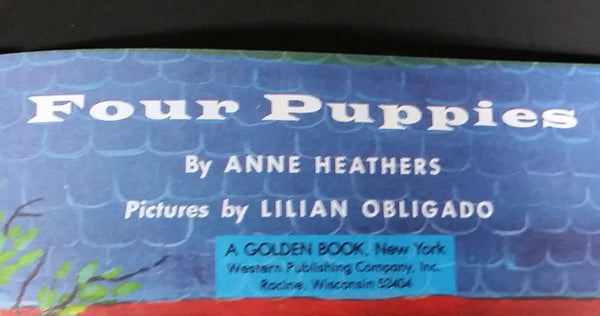 Four Puppies
By ANNE HEATHERS
Pictures by LILIAN OBLIGADO
A GOLDEN BOOK, New York
Western Publishing Company, Inc.
Racine, Wisconsin 53404